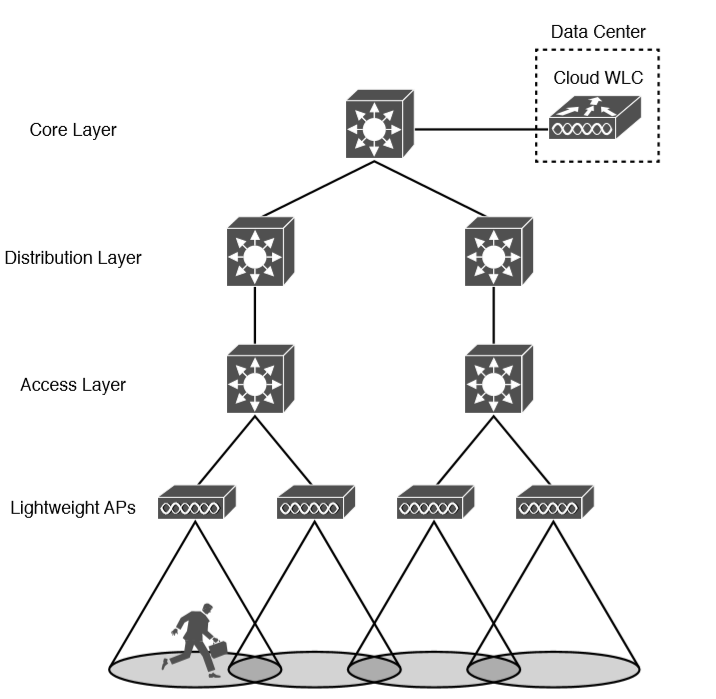 Data Center
Cloud WLC
Core Layer
Distribution Layer
Access Layer
Lightweight APs